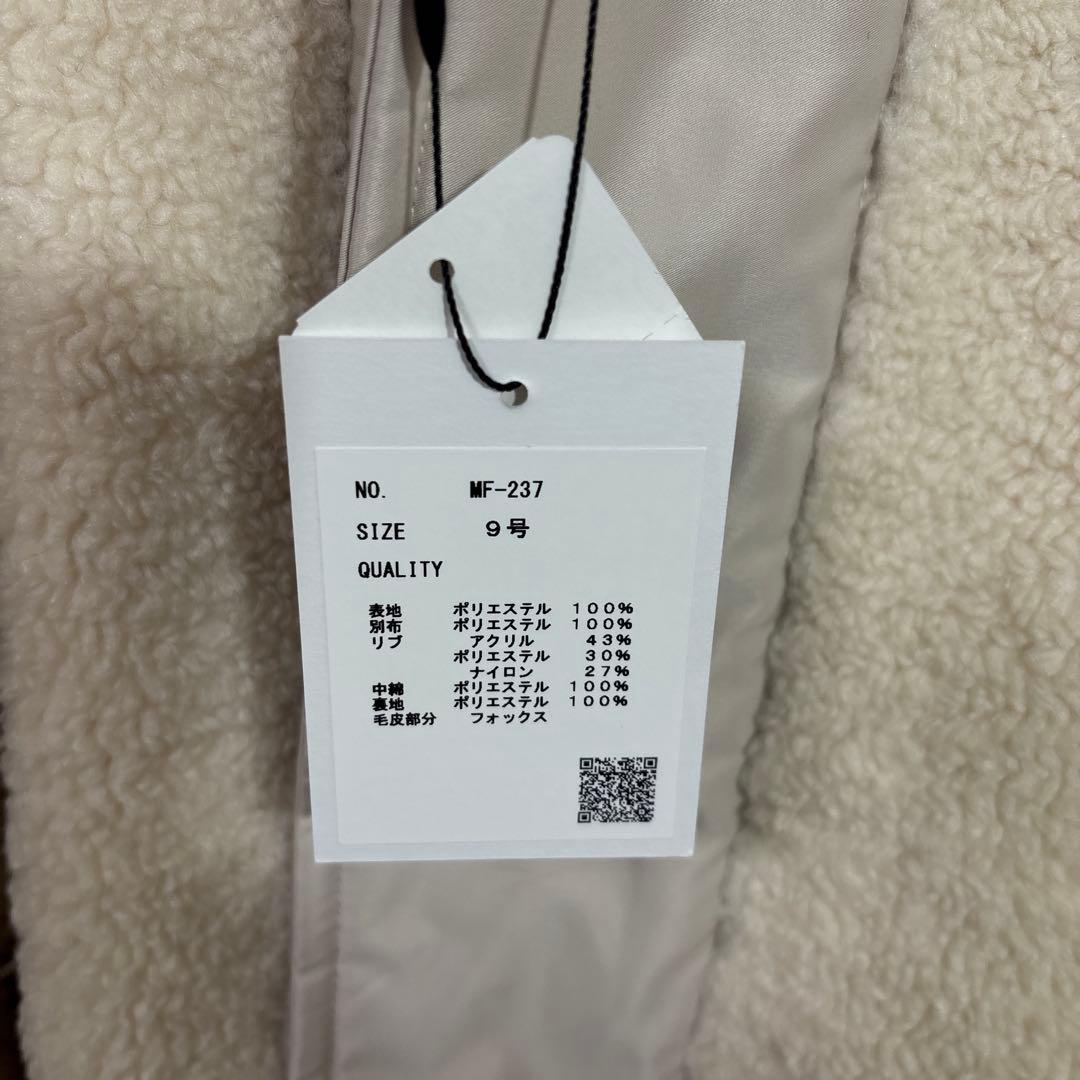 NO. MF-237
SIZE 9号
QUALITY
表地 ポリエステル 100%
別布 ポリエステル 100%
リブ アクリル 43%
ポリエステル 30%
ナイロン 27%
中綿 ポリエステル 100%
裏地 ポリエステル 100%
毛皮部分 フォックス